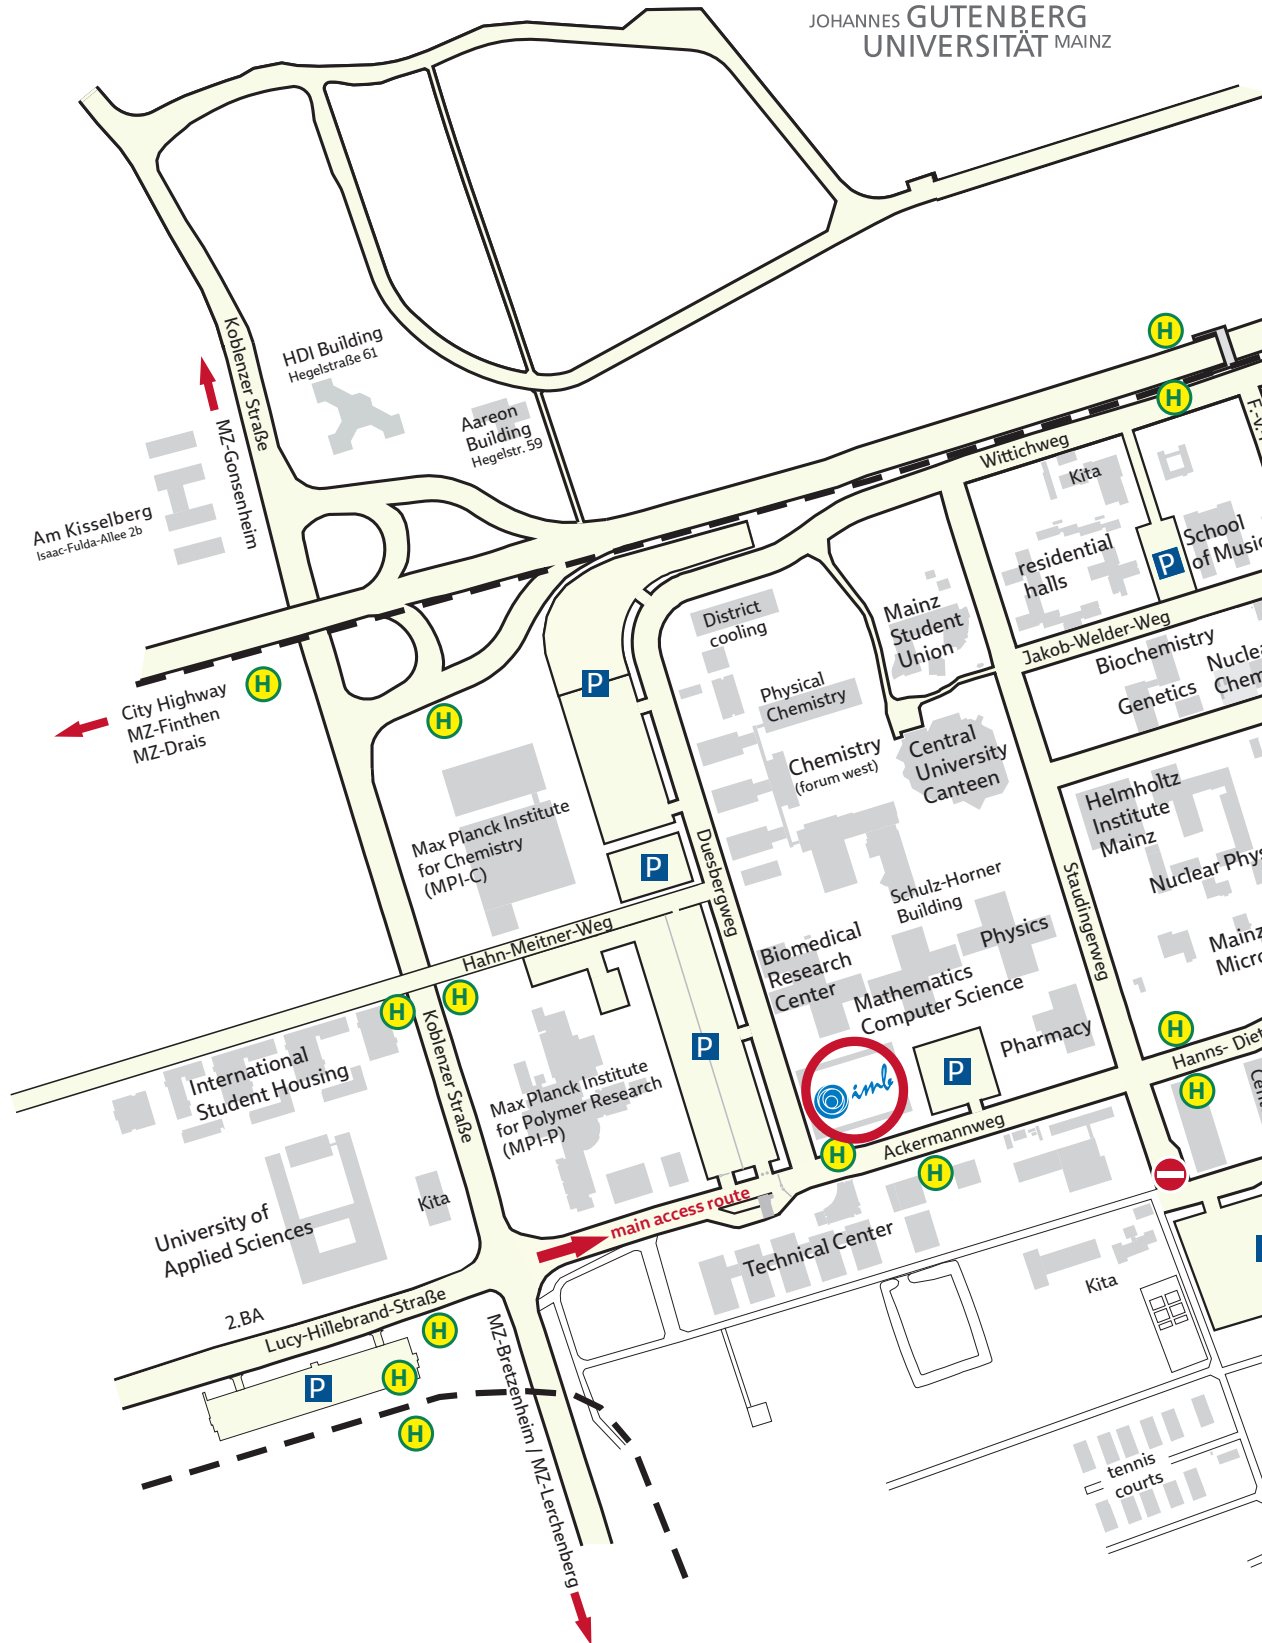 JOHANNES GUTENBERG
UNIVERSITÄT MAINZ
Koblenzer Straße
HDI Building
Hegelstraße 61
Aareon
Building
Hegelstr. 59
MZ-Gonsenheim
Am Kisselberg
Isaac-Fulda-Allee 2b
H
H
Wittichweg
Kita
School
of Music
P
residential
halls
Jakob-Welder-Weg
Mainz
Student
Union
District
cooling
Biochemistry
Genetics
H
City Highway
MZ-Finthen
MZ-Drais
H
P
Physical
Chemistry
Chemistry
(forum west)
Central
University
Canteen
Helmholtz
Institute
Mainz
Max Planck Institute
for Chemistry
(MPI-C)
P
Duesbergweg
Schulz-Horner
Building
Staudingerweg
Nuclear Phys
Physics
Mainz
Micro
Hahn-Meitner-Weg
Biomedical
Research
Center
Mathematics
Computer Science
H
H
Koblenzer Straße
P
Pharmacy
H
Hanns-Diet
International
Student Housing
Max Planck Institute
for Polymer Research
(MPI-P)
imb
P
H
Ackermannweg
H
H
Kita
University of
Applied Sciences
main access route
Technical Center
Kita
2.BA
Lucy-Hillebrand-Straße
H
P
H
H
MZ-Bretzenheim / MZ-Lerchenberg
tennis
courts